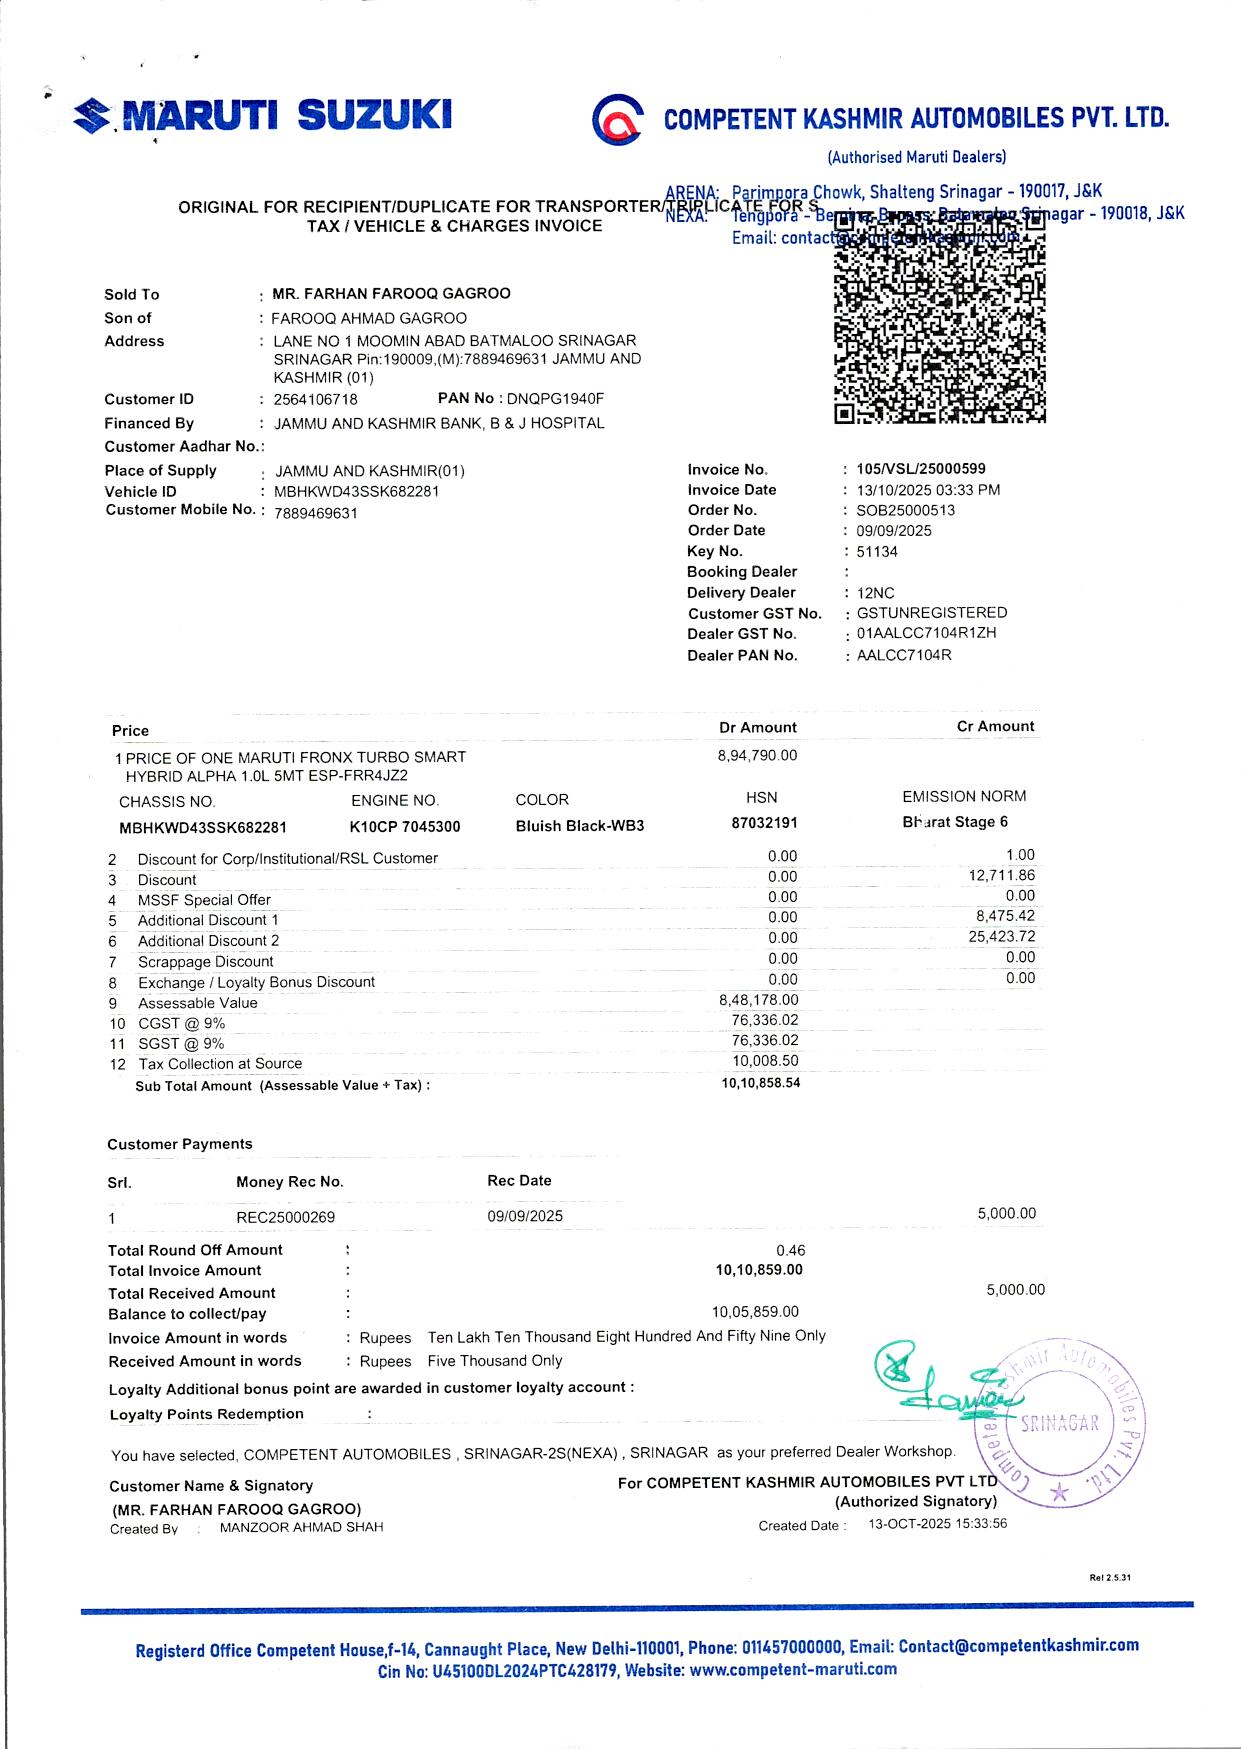 MARUTI SUZUKI
COMPETENT KASHMIR AUTOMOBILES PVT. LTD.
(Authorised Maruti Dealers)
ARENA: Parimpora Chowk, Shalteng Srinagar - 190017, J&K
NEXA: Tengpora - Bemina Bypass Batamaloo Srinagar - 190018, J&K
Email: contact@competentkashmir.com
ORIGINAL FOR RECIPIENT/DUPLICATE FOR TRANSPORTER/TRIPLICATE FOR S
TAX / VEHICLE & CHARGES INVOICE
Sold To : MR. FARHAN FAROOQ GAGROO
Son of : FAROOQ AHMAD GAGROO
Address : LANE NO 1 MOOMIN ABAD BATMALOO SRINAGAR
SRINAGAR Pin:190009,(M):7889469631 JAMMU AND
KASHMIR (01)
Customer ID : 2564106718 PAN No : DNQPG1940F
Financed By : JAMMU AND KASHMIR BANK, B & J HOSPITAL
Customer Aadhar No.:
Place of Supply : JAMMU AND KASHMIR(01)
Vehicle ID : MBHKWD43SSK682281
Customer Mobile No. : 7889469631
Invoice No. : 105/VSL/25000599
Invoice Date : 13/10/2025 03:33 PM
Order No. : SOB25000513
Order Date : 09/09/2025
Key No. : 51134
Booking Dealer :
Delivery Dealer : 12NC
Customer GST No. : GSTUNREGISTERED
Dealer GST No. : 01AALCC7104R1ZH
Dealer PAN No. : AALCC7104R
Price Dr Amount Cr Amount
1 PRICE OF ONE MARUTI FRONX TURBO SMART 8,94,790.00
HYBRID ALPHA 1.0L 5MT ESP-FRR4JZ2
CHASSIS NO. ENGINE NO. COLOR HSN EMISSION NORM
MBHKWD43SSK682281 K10CP 7045300 Bluish Black-WB3 87032191 Bharat Stage 6
2 Discount for Corp/Institutional/RSL Customer 0.00 1.00
3 Discount 0.00 12,711.86
4 MSSF Special Offer 0.00 0.00
5 Additional Discount 1 0.00 8,475.42
6 Additional Discount 2 0.00 25,423.72
7 Scrappage Discount 0.00 0.00
8 Exchange / Loyalty Bonus Discount 0.00 0.00
9 Assessable Value 8,48,178.00
10 CGST @ 9% 76,336.02
11 SGST @ 9% 76,336.02
12 Tax Collection at Source 10,008.50
Sub Total Amount (Assessable Value + Tax) : 10,10,858.54
Customer Payments
Srl. Money Rec No. Rec Date
1 REC25000269 09/09/2025 5,000.00
Total Round Off Amount : 0.46
Total Invoice Amount : 10,10,859.00
Total Received Amount : 5,000.00
Balance to collect/pay : 10,05,859.00
Invoice Amount in words : Rupees Ten Lakh Ten Thousand Eight Hundred And Fifty Nine Only
Received Amount in words : Rupees Five Thousand Only
Loyalty Additional bonus point are awarded in customer loyalty account :
Loyalty Points Redemption :
Competent Kashmir Automobiles Pvt. Ltd.
SRINAGAR
You have selected, COMPETENT AUTOMOBILES , SRINAGAR-2S(NEXA) , SRINAGAR as your preferred Dealer Workshop.
Customer Name & Signatory For COMPETENT KASHMIR AUTOMOBILES PVT LTD
(MR. FARHAN FAROOQ GAGROO) (Authorized Signatory)
Created By : MANZOOR AHMAD SHAH Created Date : 13-OCT-2025 15:33:56
Rel 2.5.31
Registerd Office Competent House,f-14, Cannaught Place, New Delhi-110001, Phone: 011457000000, Email: Contact@competentkashmir.com
Cin No: U45100DL2024PTC428179, Website: www.competent-maruti.com